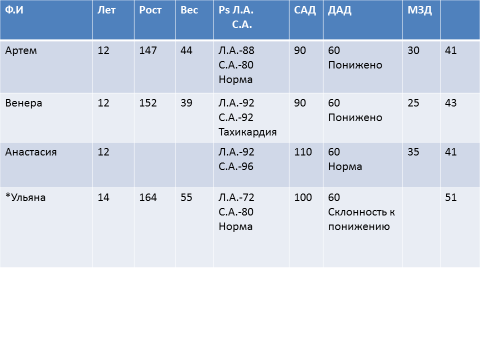 Ф.И Лет Рост Вес Ps Л.А. САД ДАД МЗД
С.А.
Артем 12 147 44 Л.А.-88 90 60 30 41
С.А.-80 Понижено
Норма
Венера 12 152 39 Л.А.-92 90 60 25 43
С.А.-92 Понижено
Тахикардия
Анастасия 12 Л.А.-92 110 60 35 41
С.А.-96 Норма
*Ульяна 14 164 55 Л.А.-72 100 60 51
С.А.-80 Склонность к
Норма понижению